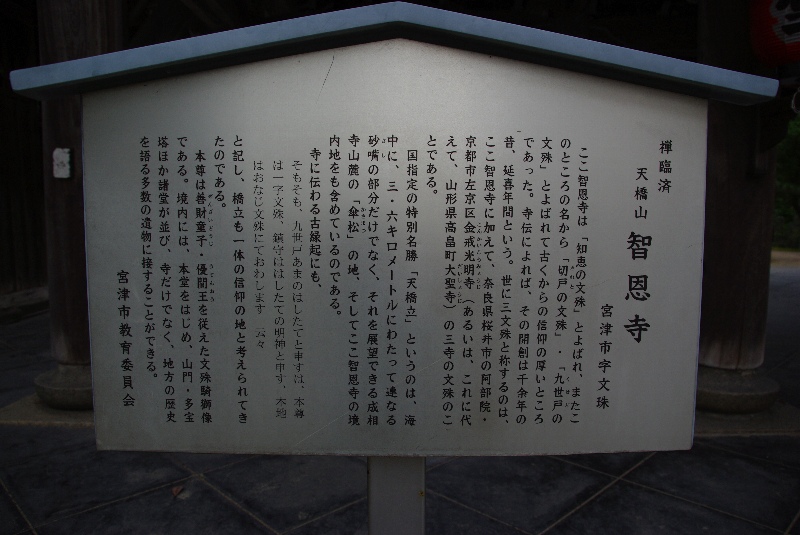 禅臨済
天橋山 智恩寺
宮津市字文珠
ここ智恩寺は「知恵の文殊」とよばれ、またこ
のところの名から「切戸の文殊」・「九世戸の
文殊」とよばれて古くからの信仰の厚いところ
であった。寺伝によれば、その開創は千余年の
昔、延喜年間という。世に三文殊と称するのは、
ここ智恩寺に加えて、奈良県桜井市の阿部院・
京都市左京区金戒光明寺(あるいは、これに代
えて、山形県高畠町大聖寺)の三寺の文殊のこ
とである。
国指定の特別名勝「天橋立」というのは、海
中に、三・六キロメートルにわたって連なる
砂嘴の部分だけでなく、それを展望できる成相
寺山麓の「傘松」の地、そしてここ智恩寺の境
内地をも含めているのである。
寺に伝わる古縁起にも、
そもそも、九世戸あまのはしたてと申すは、本尊
は一字文殊、鎮守ははしたての明神と申す、本地
はおなじ文殊にておわします 云々
と記し、橋立も一体の信仰の地と考えられてき
たのである。
本尊は善財童子・優闐王を従えた文殊騎獅像
である。境内には、本堂をはじめ、山門・多宝
塔ほか諸堂が並び、寺だけでなく、地方の歴史
を語る多数の遺物に接することができる。
宮津市教育委員会